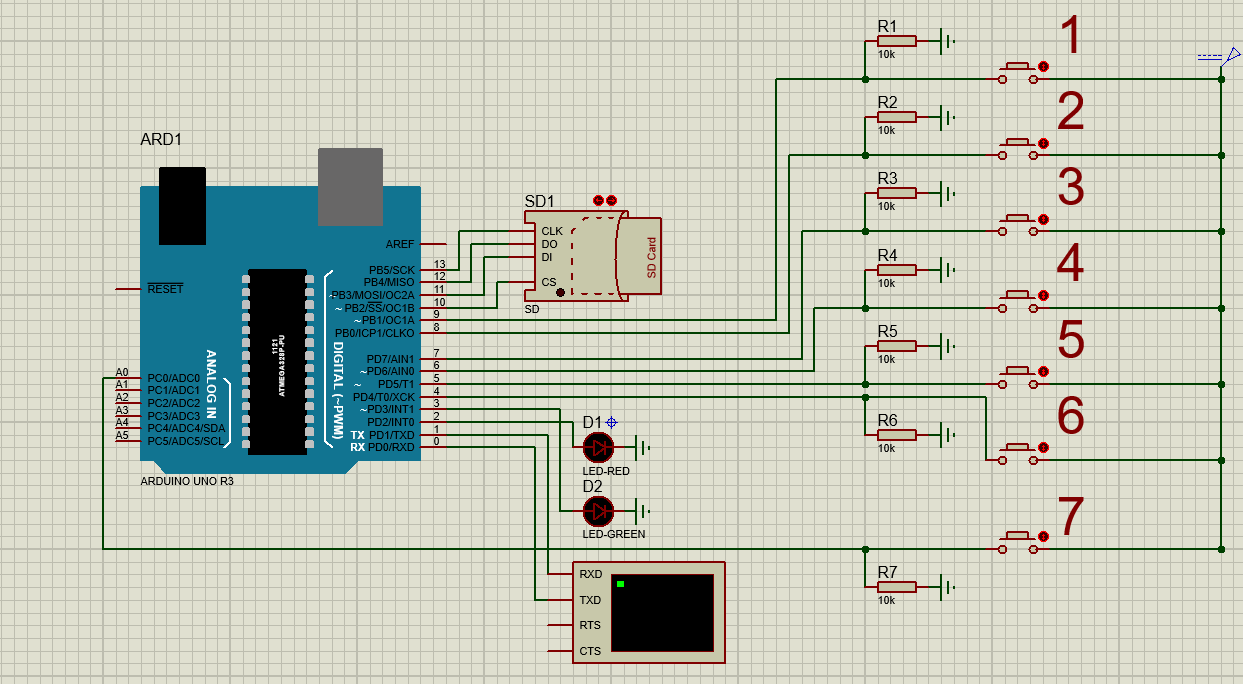 ARD1
ARDUINO UNO R3
AREF
RESET
13
PB5/SCK
12
PB4/MISO
11
~PB3/MOSI/OC2A
10
~PB2/SS/OC1B
9
~PB1/OC1A
8
PB0/ICP1/CLKO
7
PD7/AIN1
6
~PD6/AIN0
5
~PD5/T1
4
PD4/T0/XCK
3
~PD3/INT1
2
PD2/INT0
1
TX PD1/TXD
0
RX PD0/RXD
A0 PC0/ADC0
A1 PC1/ADC1
A2 PC2/ADC2
A3 PC3/ADC3
A4 PC4/ADC4/SDA
A5 PC5/ADC5/SCL
ANALOG IN
1121
ATMEGA328P-PU
DIGITAL (~PWM)
SD1
CLK
DO
DI
CS
SD Card
SD
D1
LED-RED
D2
LED-GREEN
RXD
TXD
RTS
CTS
R1
10k
1
R2
10k
2
R3
10k
3
R4
10k
4
R5
10k
5
R6
10k
6
R7
10k
7